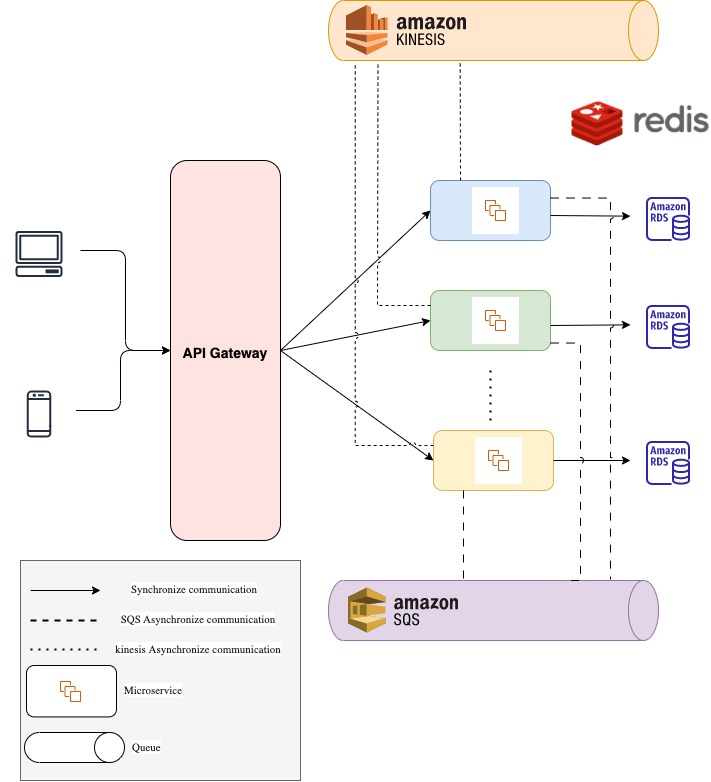 amazon
KINESIS
redis
Amazon
RDS
API Gateway
Amazon
RDS
Amazon
RDS
amazon
SQS
Synchronize communication
SQS Asynchronize communication
kinesis Asynchronize communication
Microservice
Queue